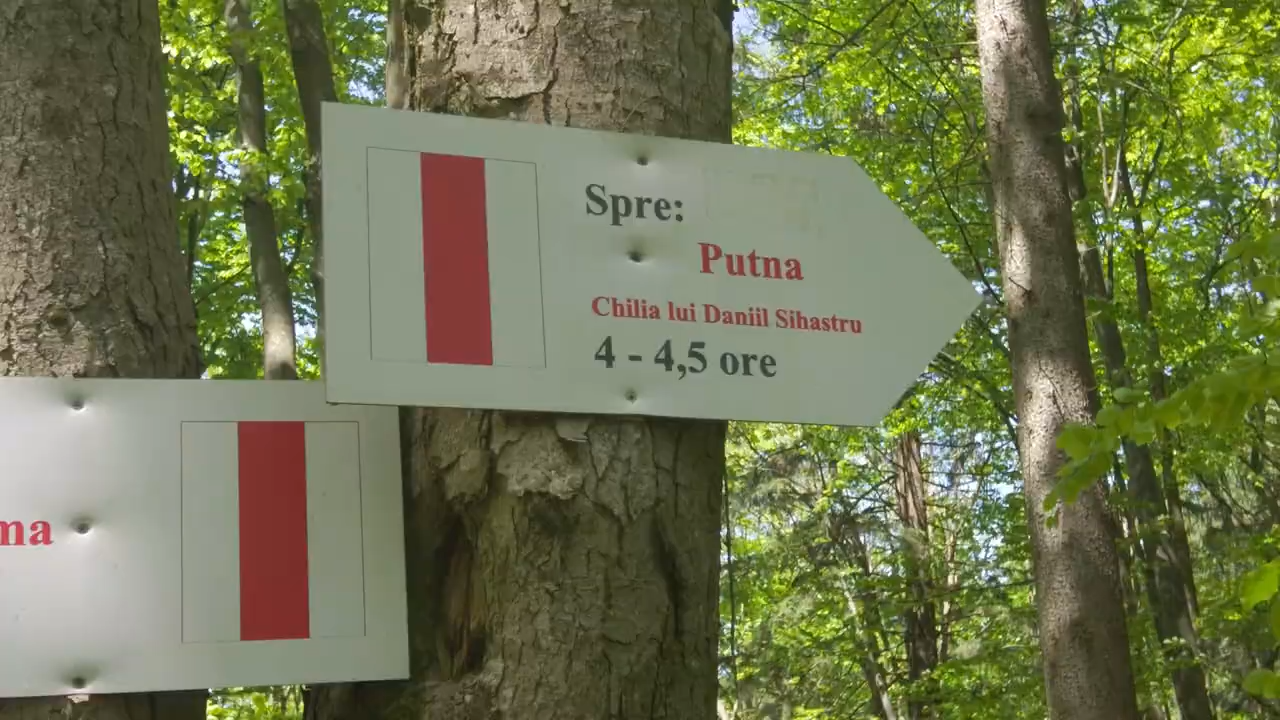 Spre:
Putna
Chilia lui Daniil Sihastru
4 - 4,5 ore
ma